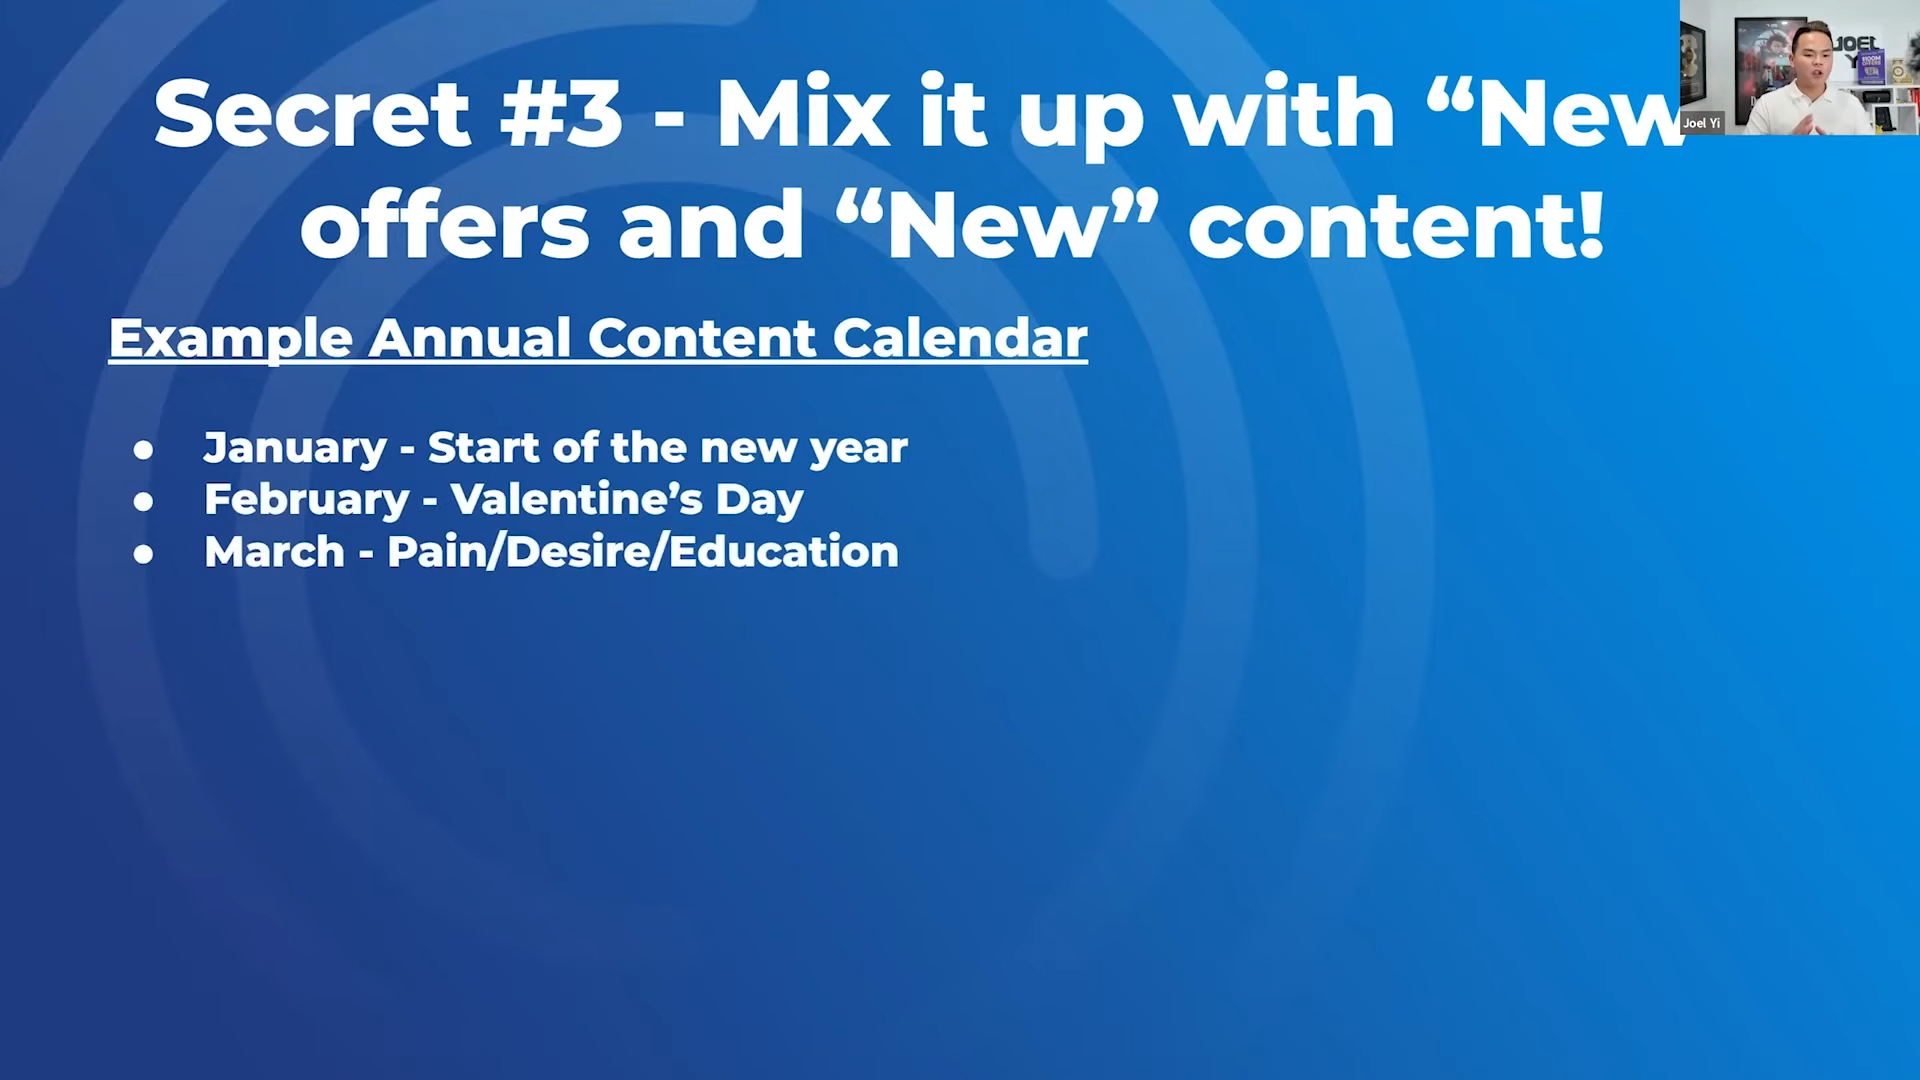 Secret #3 - Mix it up with “New
offers and “New” content!
Joel Yi
JOEL
Example Annual Content Calendar
● January - Start of the new year
● February - Valentine’s Day
● March - Pain/Desire/Education